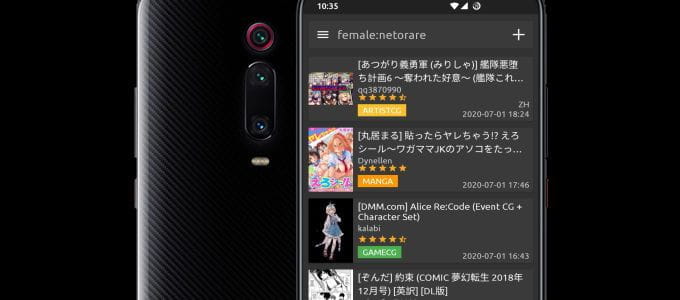 10:35
female:netorare
[あつがり義勇軍 (みりしゃ)] 艦隊悪堕
ち計画6 ～奪われた好意～ (艦隊これ…
qq3870990
ARTISTCG
ZH
2020-07-01 18:24
[丸居まる] 貼ったらヤレちゃう!? えろ
シール～ワガママJKのアソコをたっ…
Dynellen
MANGA
2020-07-01 17:46
[DMM.com] Alice Re:Code (Event CG +
Character Set)
kalabi
GAMECG
2020-07-01 16:43
[ぞんだ] 約束 (COMIC 夢幻転生 2018年
12月号) [英訳] [DL版]